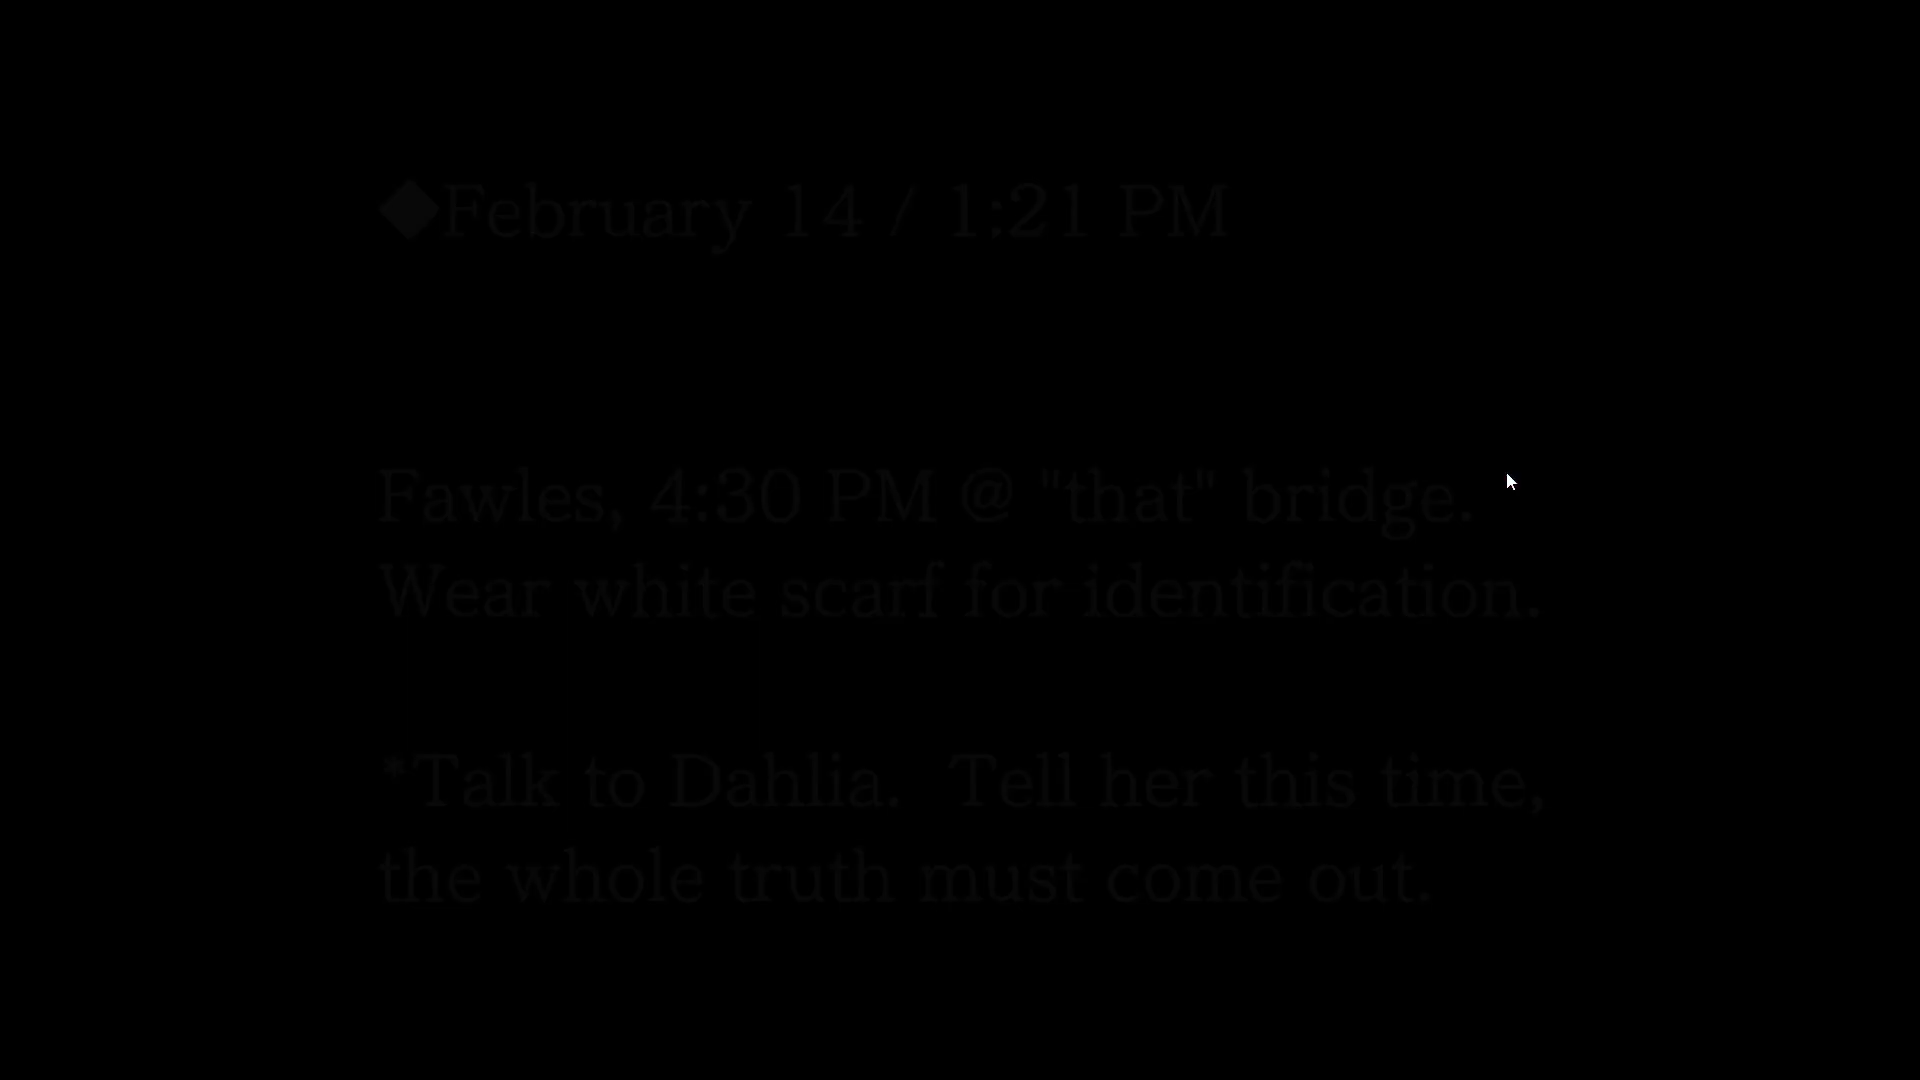 ◆February 14 / 1:21 PM
Fawles, 4:30 PM @ "that" bridge.
Wear white scarf for identification.
*Talk to Dahlia.  Tell her this time,
the whole truth must come out.